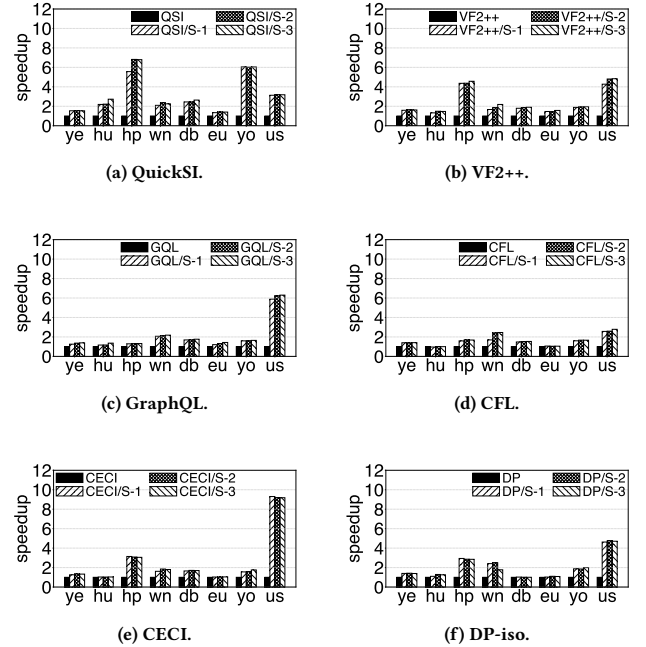 12
10
8
6
4
2
0
speedup
QSI QSI/S-2
QSI/S-1 QSI/S-3
ye hu hp wn db eu yo us
(a) QuickSI.
12
10
8
6
4
2
0
speedup
VF2++ VF2++/S-2
VF2++/S-1 VF2++/S-3
ye hu hp wn db eu yo us
(b) VF2++.
12
10
8
6
4
2
0
speedup
GQL GQL/S-2
GQL/S-1 GQL/S-3
ye hu hp wn db eu yo us
(c) GraphQL.
12
10
8
6
4
2
0
speedup
CFL CFL/S-2
CFL/S-1 CFL/S-3
ye hu hp wn db eu yo us
(d) CFL.
12
10
8
6
4
2
0
speedup
CECI CECI/S-2
CECI/S-1 CECI/S-3
ye hu hp wn db eu yo us
(e) CECI.
12
10
8
6
4
2
0
speedup
DP DP/S-2
DP/S-1 DP/S-3
ye hu hp wn db eu yo us
(f) DP-iso.